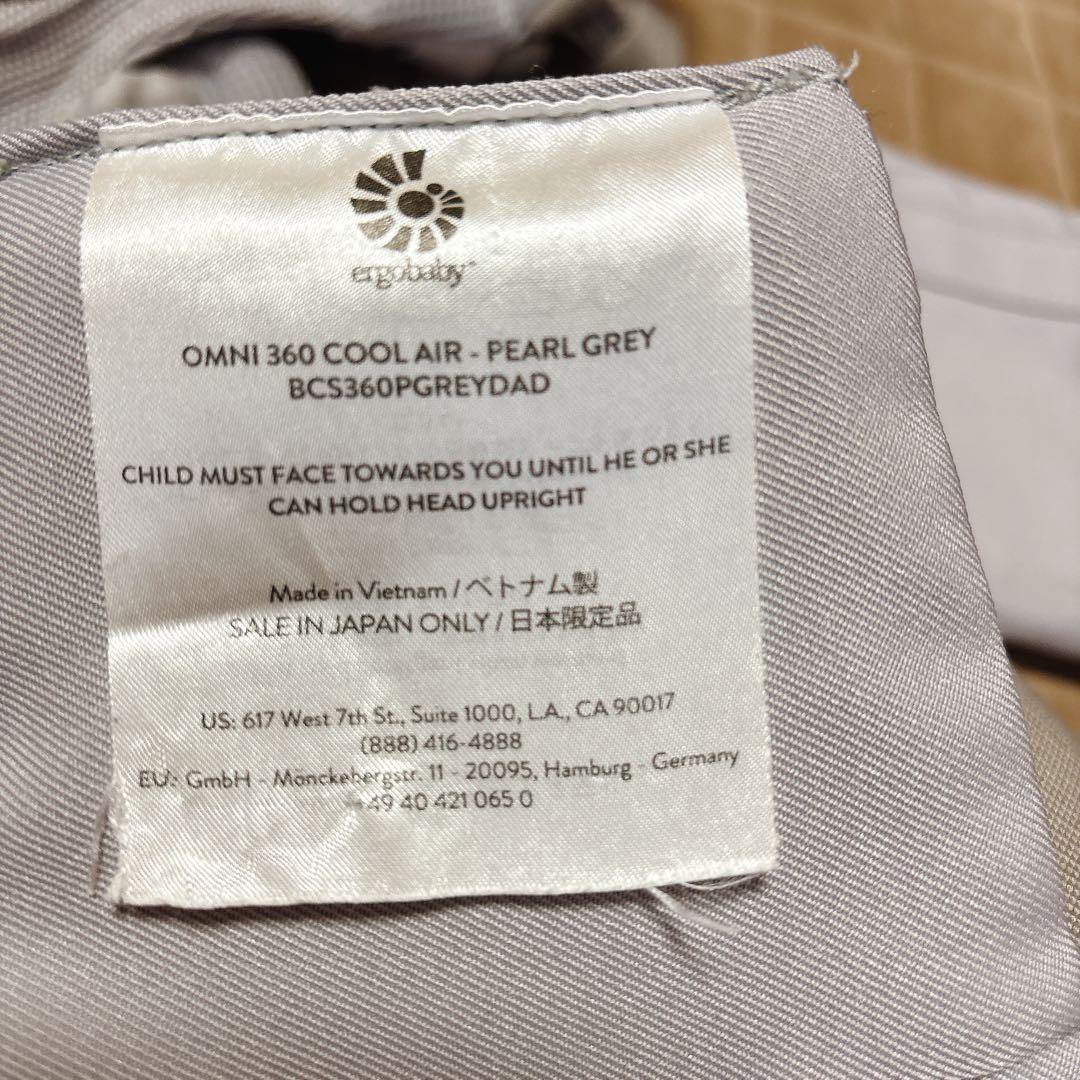 ergobaby
OMNI 360 COOL AIR - PEARL GREY
BCS360PGREYDAD
CHILD MUST FACE TOWARDS YOU UNTIL HE OR SHE
CAN HOLD HEAD UPRIGHT
Made in Vietnam / ベトナム製
SALE IN JAPAN ONLY / 日本限定品
US: 617 West 7th St., Suite 1000, L.A., CA 90017
(888) 416-4888
EU: GmbH - Mönckebergstr. 11 - 20095, Hamburg - Germany
+49 40 421 065 0